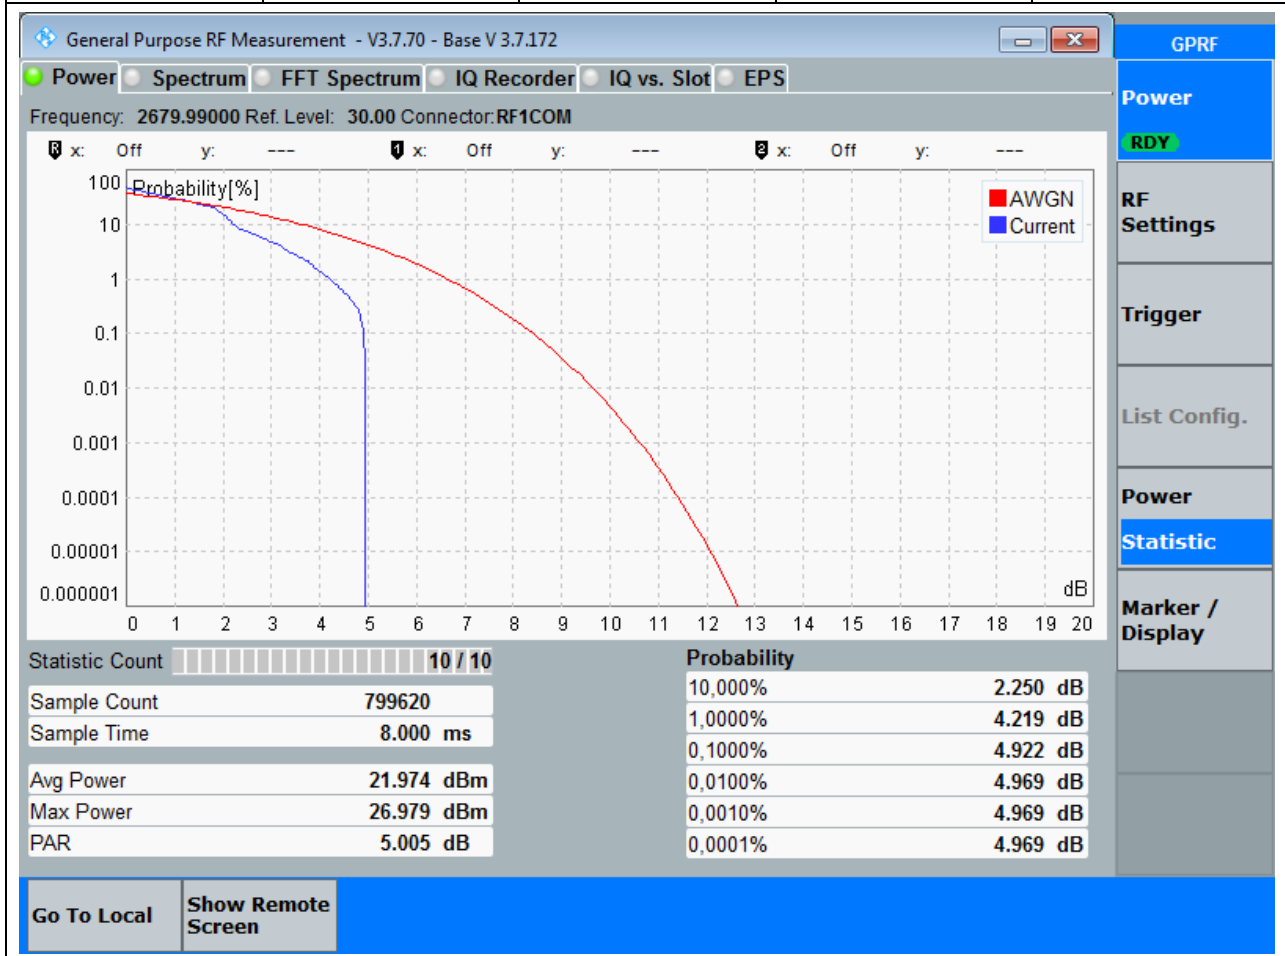 General Purpose RF Measurement - V3.7.70 - Base V 3.7.172
GPRF
Power Spectrum FFT Spectrum IQ Recorder IQ vs. Slot EPS
Frequency: 2679.99000 Ref. Level: 30.00 Connector:RF1COM
R x: Off y: --- 1 x: Off y: --- 2 x: Off y: ---
Probability[%]
AWGN
Current
100
10
1
0.1
0.01
0.001
0.0001
0.00001
0.000001
dB
0 1 2 3 4 5 6 7 8 9 10 11 12 13 14 15 16 17 18 19 20
Statistic Count 10 / 10
Sample Count 799620
Sample Time 8.000 ms
Avg Power 21.974 dBm
Max Power 26.979 dBm
PAR 5.005 dB
Probability
10,000% 2.250 dB
1,0000% 4.219 dB
0,1000% 4.922 dB
0,0100% 4.969 dB
0,0010% 4.969 dB
0,0001% 4.969 dB
Power
RDY
RF
Settings
Trigger
List Config.
Power
Statistic
Marker /
Display
Go To Local
Show Remote
Screen